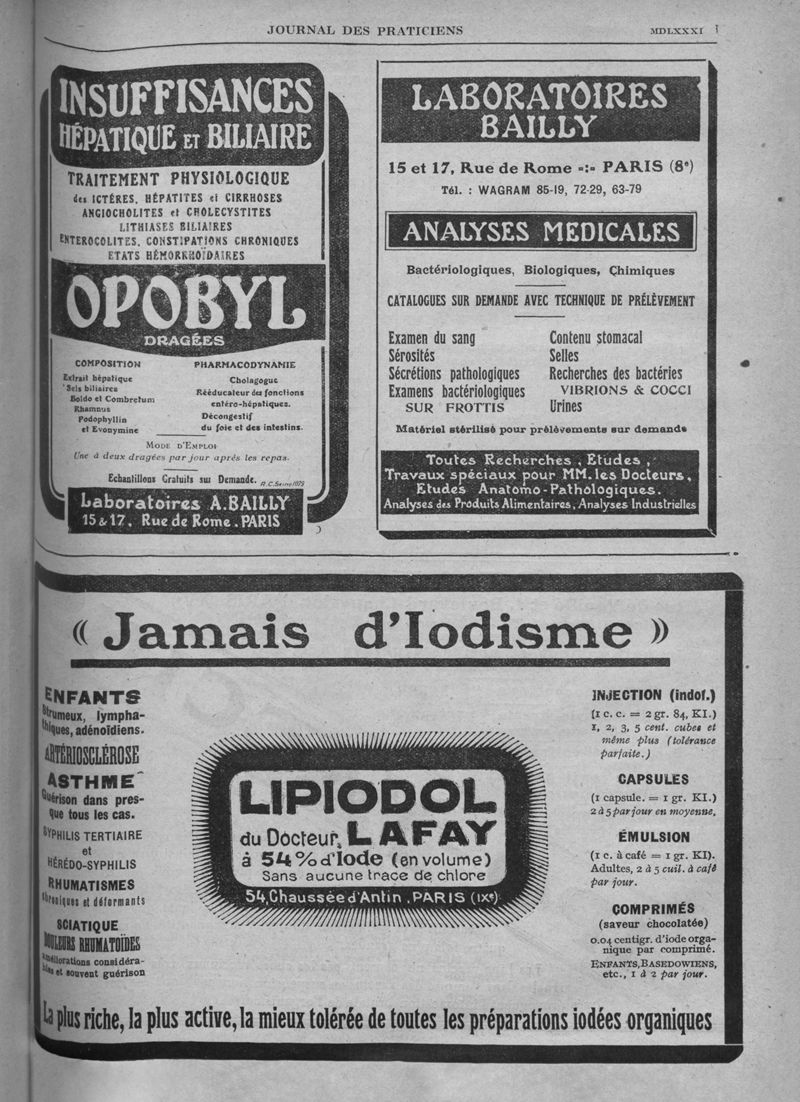 JOURNAL DES PRATICIENS
MDLXXXI
INSUFFISANCES
HÉPATIQUE ET BILIAIRE
TRAITEMENT PHYSIOLOGIQUE
des ICTÈRES, HÉPATITES et CIRRHOSES
ANGIOCHOLITES et CHOLECYSTITES
LITHIASES BILIAIRES
ENTEROCOLITES, CONSTIPATIONS CHRONIQUES
ETATS HÉMORRHOÏDAIRES
OPOBYL
DRAGÉES
COMPOSITION
Extrait hépatique
Sels biliaires
Boldo et Combretum
Rhamnus
Podophyllin
et Evonymine
PHARMACODYNAMIE
Cholagogue
Rééducateur des fonctions
entéro-hépatiques.
Décongestif
du foie et des intestins.
MODE D'EMPLOI
Une à deux dragées par jour après les repas.
Echantillons Gratuits sur Demande.
Laboratoires A.BAILLY
15 & 17, Rue de Rome.PARIS
LABORATOIRES
BAILLY
15 et 17, Rue de Rome -:- PARIS (8e)
Tél. : WAGRAM 85-19, 72-29, 63-79
ANALYSES MEDICALES
Bactériologiques, Biologiques, Chimiques
CATALOGUES SUR DEMANDE AVEC TECHNIQUE DE PRÉLÈVEMENT
Examen du sang
Sérosités
Sécrétions pathologiques
Examens bactériologiques
SUR FROTTIS
Contenu stomacal
Selles
Recherches des bactéries
VIBRIONS & COCCI
Urines
Matériel stérilisé pour prélèvements sur demande
Toutes Recherches, Etudes,
Travaux spéciaux pour MM. les Docteurs,
Etudes Anatomo-Pathologiques.
Analyses des Produits Alimentaires, Analyses Industrielles
« Jamais d'Iodisme »
ENFANTS
Strumeux, lympha-
thiques, adénoïdiens.
ARTÉRIOSCLÉROSE
ASTHME
Guérison dans pres-
que tous les cas.
SYPHILIS TERTIAIRE
et
HÉRÉDO-SYPHILIS
RHUMATISMES
Chroniques et déformants
SCIATIQUE
DOULEURS RHUMATOÏDES
Améliorations considéra-
bles et souvent guérison
LIPIODOL
du Docteur LAFAY
à 54% d'Iode (en volume)
Sans aucune trace de chlore
54, Chaussée d'Antin, PARIS (IXe)
INJECTION (indol.)
(1 c. c. = 2 gr. 84, KI.)
1, 2, 3, 5 cent. cubes et
même plus (tolérance
parfaite.)
CAPSULES
(1 capsule. = 1 gr. KI.)
2 à 5 par jour en moyenne.
ÉMULSION
(1 c. à café = 1 gr. KI).
Adultes, 2 à 5 cuil. à café
par jour.
COMPRIMÉS
(saveur chocolatée)
0.04 centigr. d'iode orga-
nique par comprimé.
ENFANTS, BASEDOWIENS,
etc., 1 à 2 par jour.
La plus riche, la plus active, la mieux tolérée de toutes les préparations iodées organiques